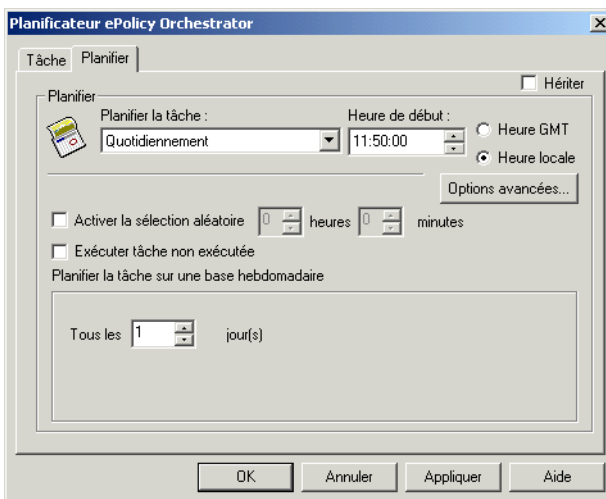 Planificateur ePolicy Orchestrator
Tâche Planifier
Hériter
Planifier
Planifier la tâche : Heure de début :
Quotidiennement 11:50:00 Heure GMT
Heure locale
Options avancées...
Activer la sélection aléatoire 0 heures 0 minutes
Exécuter tâche non exécutée
Planifier la tâche sur une base hebdomadaire
Tous les 1 jour(s)
OK Annuler Appliquer Aide